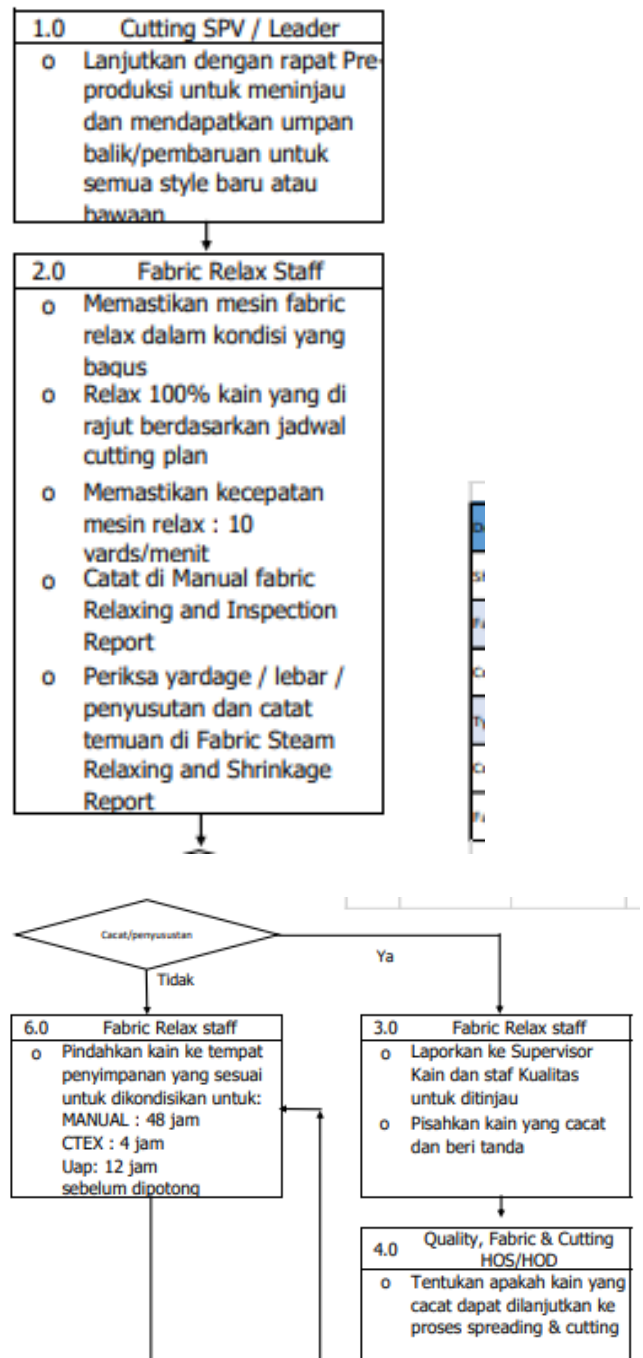 1.0 Cutting SPV / Leader
o Lanjutkan dengan rapat Pre-
produksi untuk meninjau
dan mendapatkan umpan
balik/pembaruan untuk
semua style baru atau
bawaan
2.0 Fabric Relax Staff
o Memastikan mesin fabric
relax dalam kondisi yang
bagus
o Relax 100% kain yang di
rajut berdasarkan jadwal
cutting plan
o Memastikan kecepatan
mesin relax : 10
yards/menit
o Catat di Manual fabric
Relaxing and Inspection
Report
o Periksa yardage / lebar /
penyusutan dan catat
temuan di Fabric Steam
Relaxing and Shrinkage
Report
Cacat/penyusustan
Ya
Tidak
6.0 Fabric Relax staff
o Pindahkan kain ke tempat
penyimpanan yang sesuai
untuk dikondisikan untuk:
MANUAL : 48 jam
CTEX : 4 jam
Uap: 12 jam
sebelum dipotong
3.0 Fabric Relax staff
o Laporkan ke Supervisor
Kain dan staf Kualitas
untuk ditinjau
o Pisahkan kain yang cacat
dan beri tanda
4.0 Quality, Fabric & Cutting
HOS/HOD
o Tentukan apakah kain yang
cacat dapat dilanjutkan ke
proses spreading & cutting